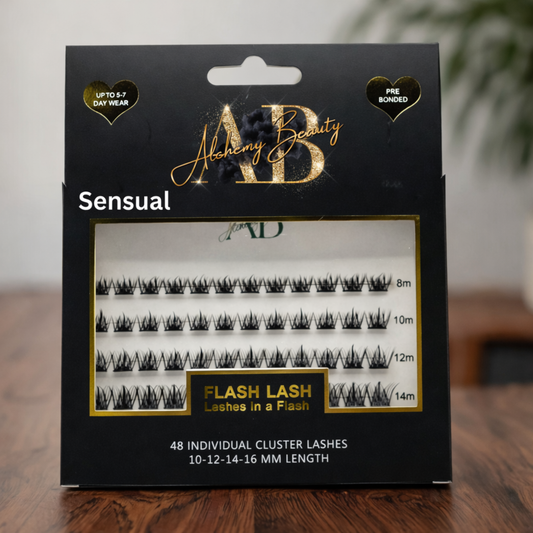 UP TO 5-7
DAY WEAR
PRE
BONDED
AB
Alchemy Beauty
Sensual
AB
8m
10m
12m
14m
FLASH LASH
Lashes in a Flash
48 INDIVIDUAL CLUSTER LASHES
10-12-14-16 MM LENGTH